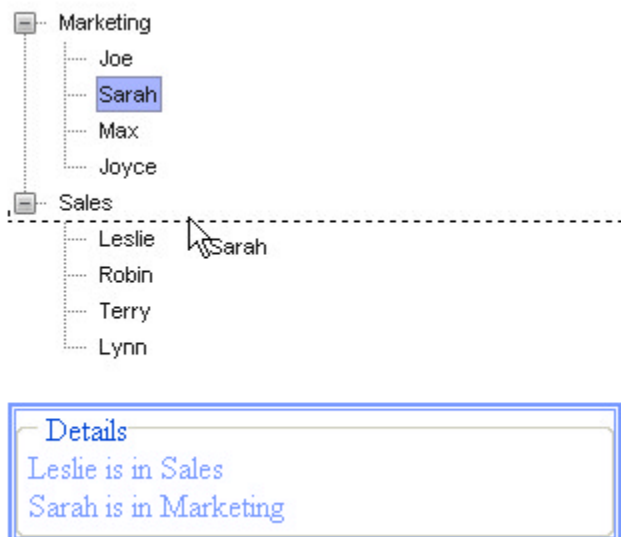 Marketing
Joe
Sarah
Max
Joyce
Sales
Leslie
Sarah
Robin
Terry
Lynn
Details
Leslie is in Sales
Sarah is in Marketing